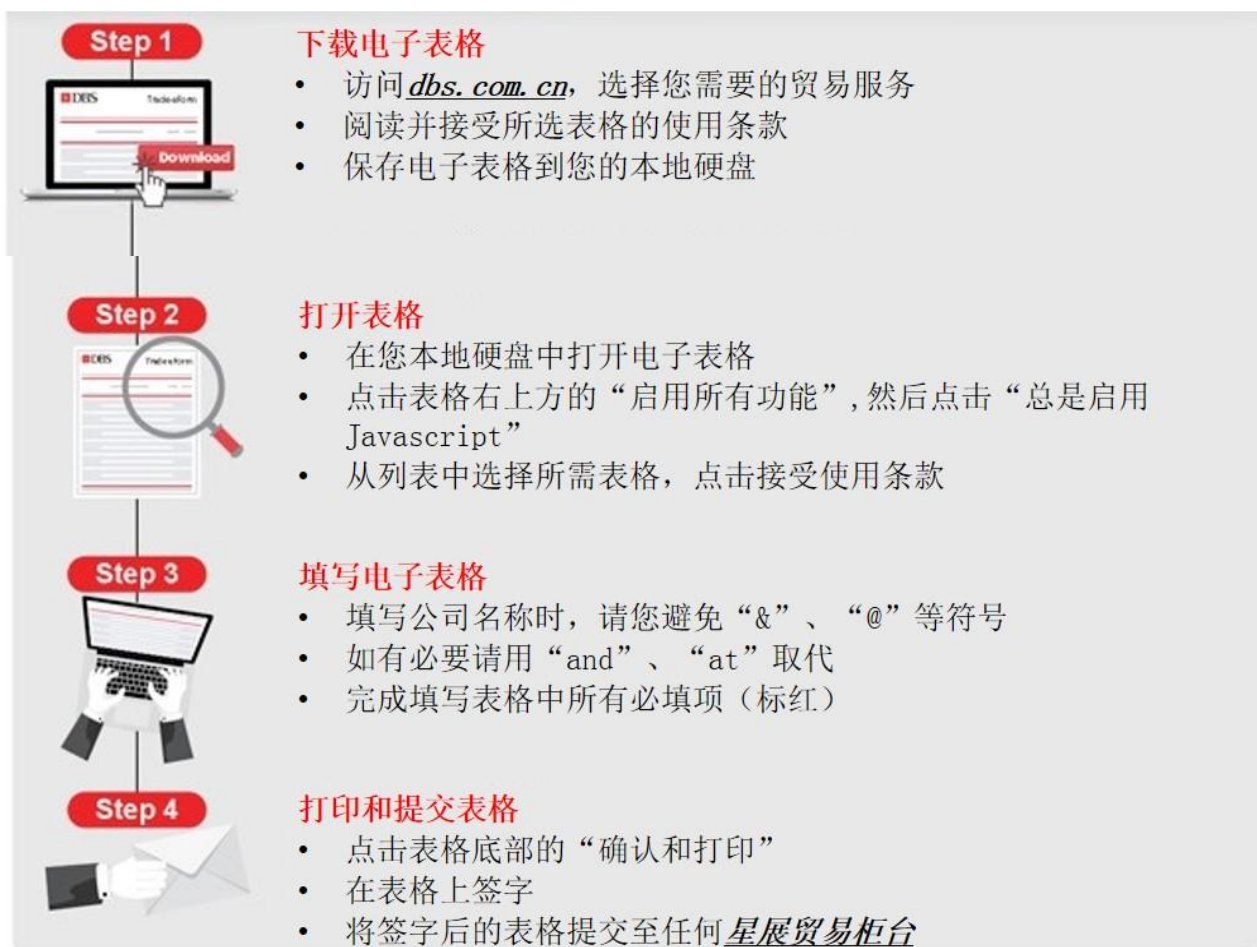 Step 1
下载电子表格
• 访问dbs.com.cn，选择您需要的贸易服务
• 阅读并接受所选表格的使用条款
• 保存电子表格到您的本地硬盘
DBS
Trade eForm
Download
Step 2
打开表格
• 在您本地硬盘中打开电子表格
• 点击表格右上方的“启用所有功能”,然后点击“总是启用
Javascript”
• 从列表中选择所需表格，点击接受使用条款
DBS
Trade eForm
Step 3
填写电子表格
• 填写公司名称时，请您避免“&”、“@”等符号
• 如有必要请用“and”、“at”取代
• 完成填写表格中所有必填项（标红）
Step 4
打印和提交表格
• 点击表格底部的“确认和打印”
• 在表格上签字
• 将签字后的表格提交至任何星展贸易柜台